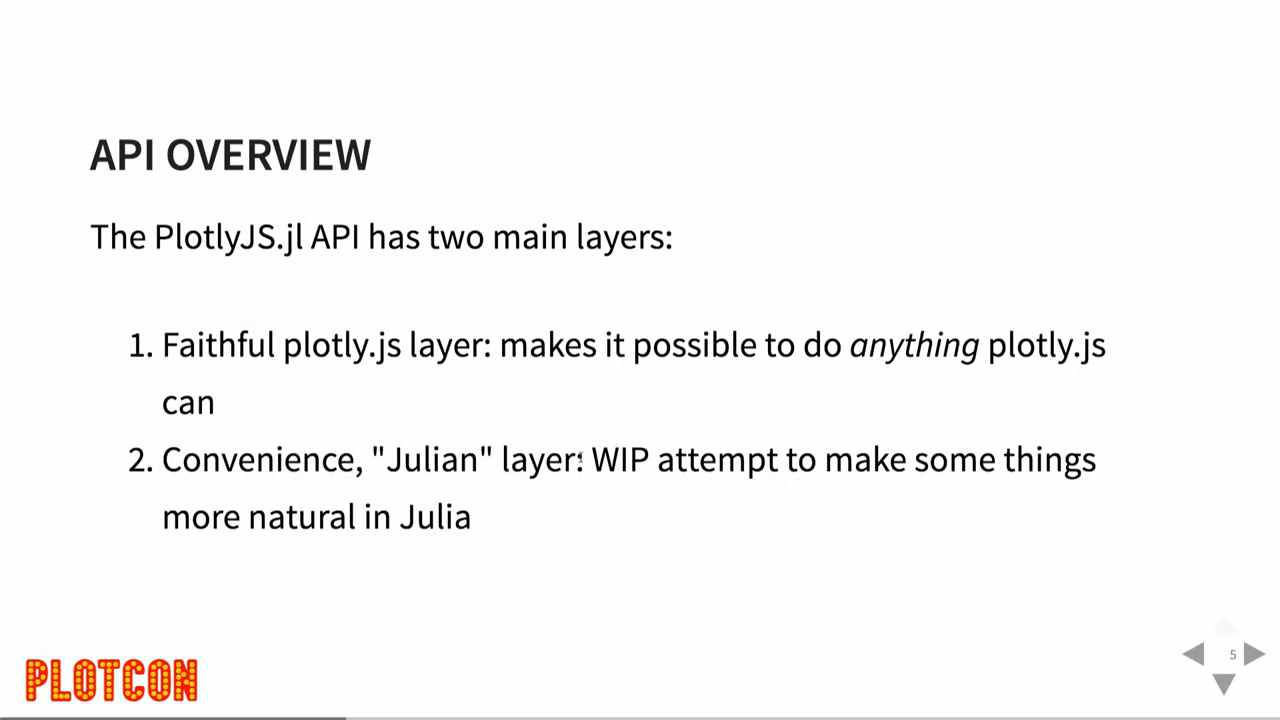 API OVERVIEW
The PlotlyJS.jl API has two main layers:
1. Faithful plotly.js layer: makes it possible to do anything plotly.js
can
2. Convenience, "Julian" layer: WIP attempt to make some things
more natural in Julia
PLOTCON
5